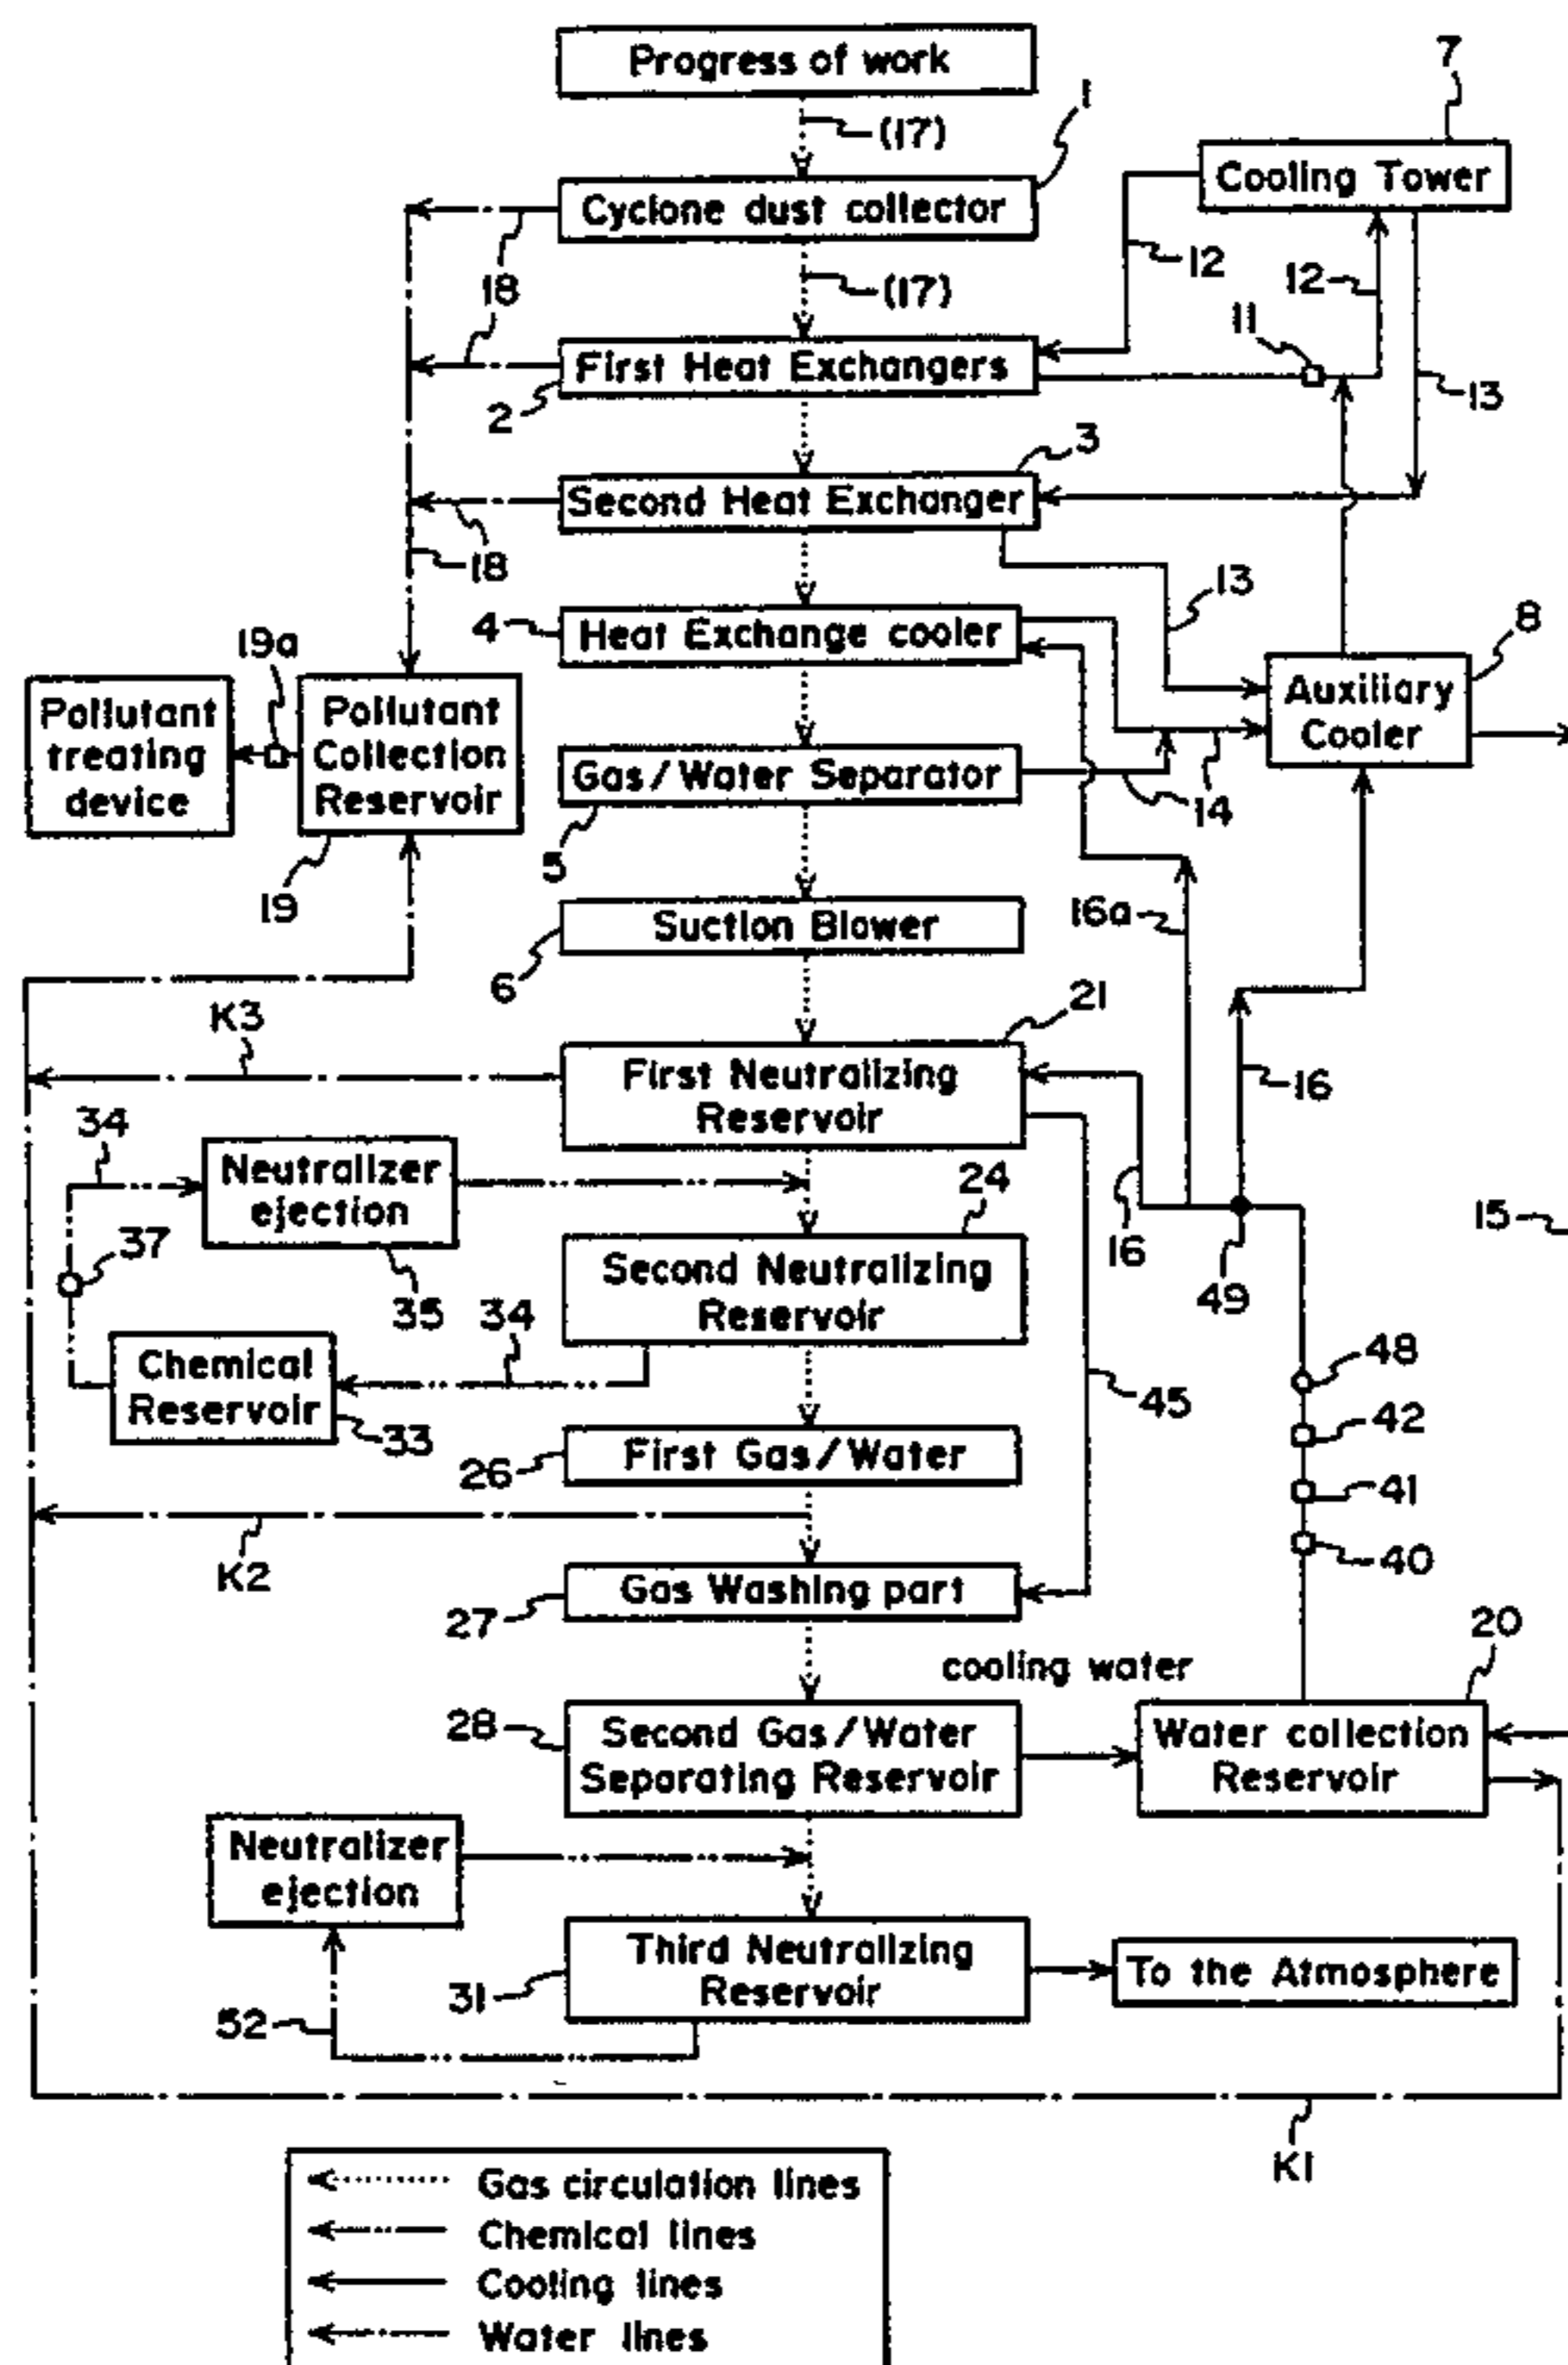 Progress of work
7
1
(17)
Cooling Tower
Cyclone dust collector
12
18
(17)
12
11
First Heat Exchangers
2
13
3
Second Heat Exchanger
18
13
4
Heat Exchange cooler
8
19a
Pollutant
treating
device
Pollutant
Collection
Reservoir
Auxiliary
Cooler
Gas/Water Separator
14
5
19
16a
Suction Blower
6
K3
21
First Neutralizing
Reservoir
16
34
Neutralizer
ejection
24
15
37
16
49
Second Neutralizing
Reservoir
35
34
48
Chemical
Reservoir
45
42
33
First Gas/Water
26
41
K2
40
Gas Washing part
27
20
cooling water
28
Second Gas/Water
Separating Reservoir
Water collection
Reservoir
Neutralizer
ejection
Third Neutralizing
Reservoir
To the Atmosphere
31
52
K1
Gas circulation lines
Chemical lines
Cooling lines
Water lines